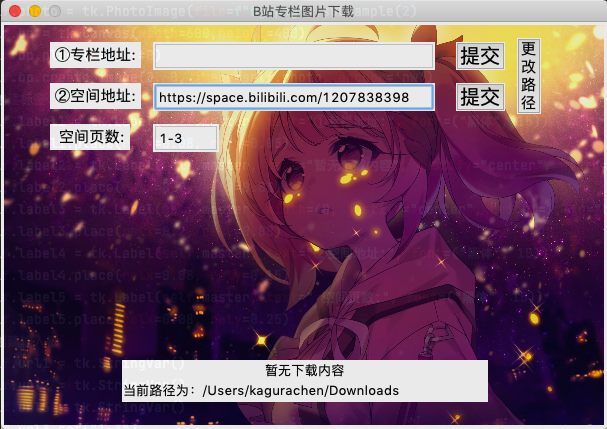 B站专栏图片下载
①专栏地址:
提交
更改路径
②空间地址:
https://space.bilibili.com/1207838398
提交
空间页数:
1-3
暂无下载内容
当前路径为：/Users/kagurachen/Downloads